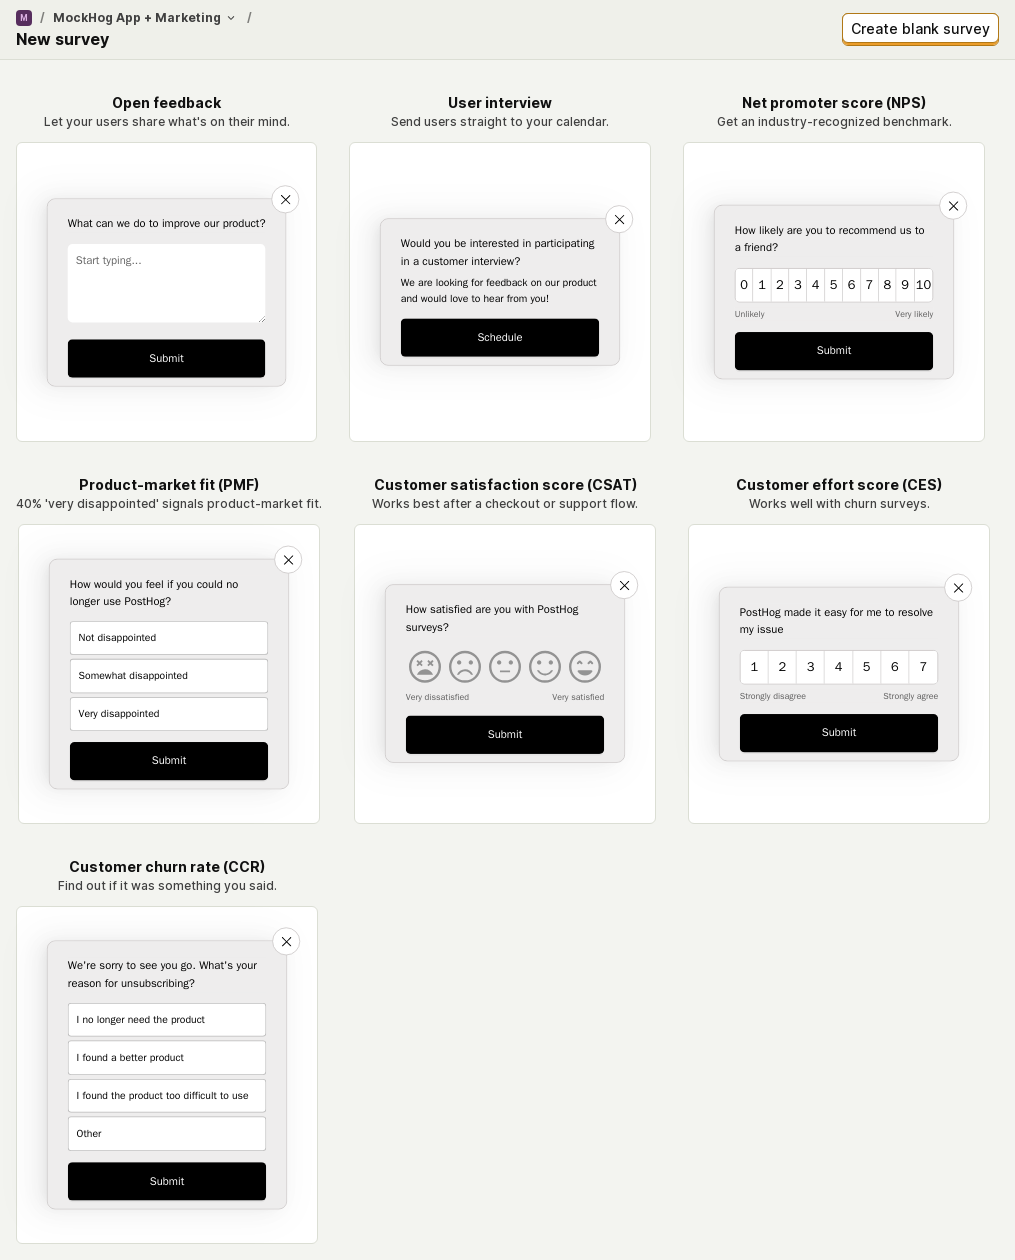 M / MockHog App + Marketing /
New survey
Create blank survey
Open feedback
Let your users share what's on their mind.
What can we do to improve our product?
Start typing...
Submit
User interview
Send users straight to your calendar.
Would you be interested in participating
in a customer interview?
We are looking for feedback on our product
and would love to hear from you!
Schedule
Net promoter score (NPS)
Get an industry-recognized benchmark.
How likely are you to recommend us to
a friend?
0 1 2 3 4 5 6 7 8 9 10
Unlikely Very likely
Submit
Product-market fit (PMF)
40% 'very disappointed' signals product-market fit.
How would you feel if you could no
longer use PostHog?
Not disappointed
Somewhat disappointed
Very disappointed
Submit
Customer satisfaction score (CSAT)
Works best after a checkout or support flow.
How satisfied are you with PostHog
surveys?
Very dissatisfied Very satisfied
Submit
Customer effort score (CES)
Works well with churn surveys.
PostHog made it easy for me to resolve
my issue
1 2 3 4 5 6 7
Strongly disagree Strongly agree
Submit
Customer churn rate (CCR)
Find out if it was something you said.
We're sorry to see you go. What's your
reason for unsubscribing?
I no longer need the product
I found a better product
I found the product too difficult to use
Other
Submit